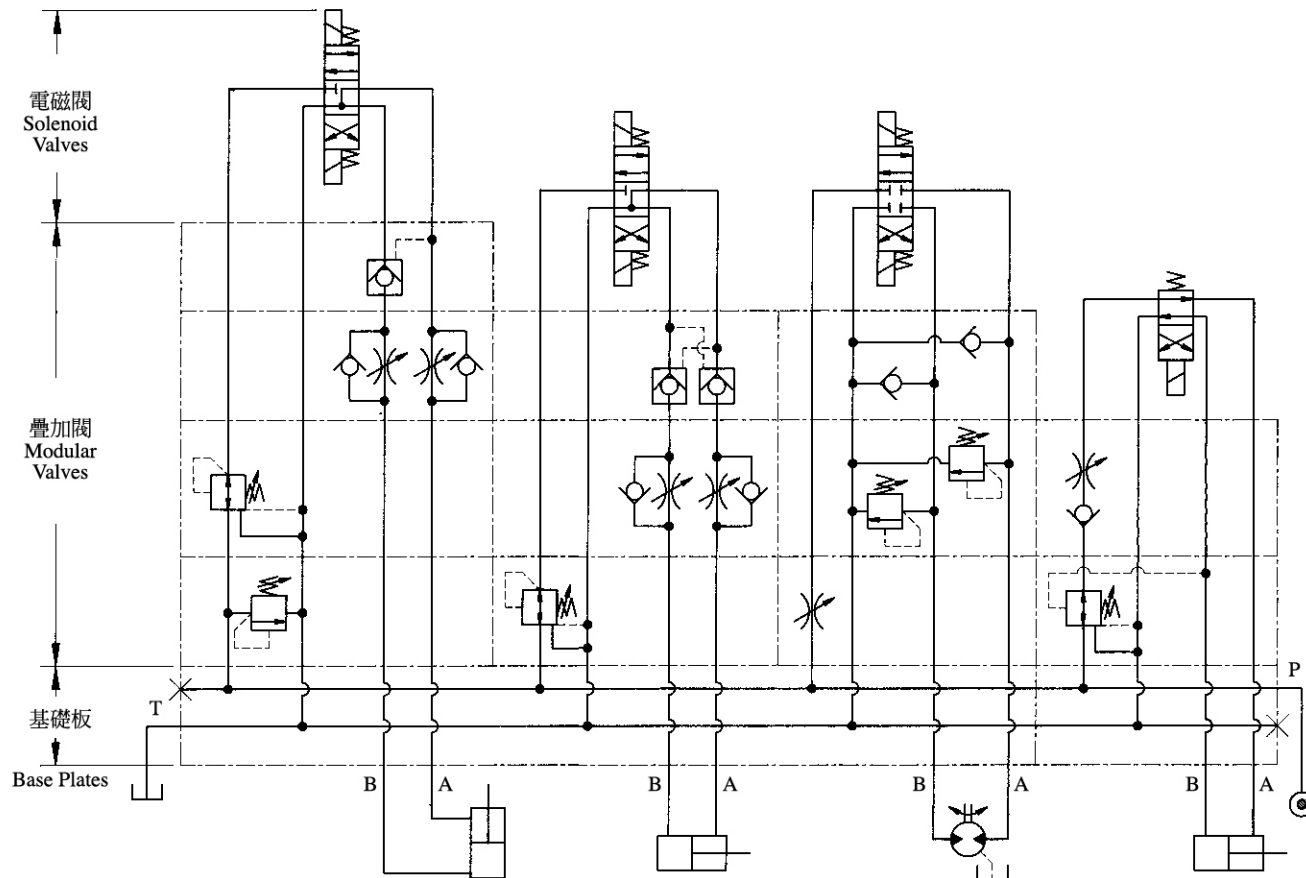 電磁閥
Solenoid
Valves
疊加閥
Modular
Valves
P
T
基礎板
Base Plates
B A
B A
B A
B A